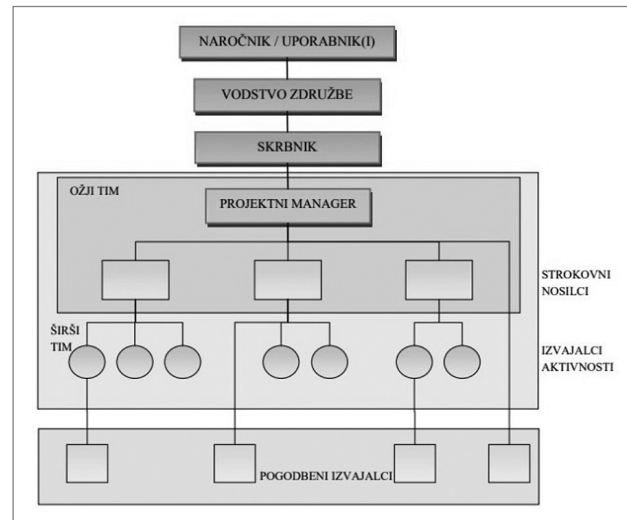 NAROČNIK / UPORABNIK(I)
VODSTVO ZDRUŽBE
SKRBNIK
OŽJI TIM
PROJEKTNI MANAGER
STROKOVNI
NOSILCI
ŠIRŠI
TIM
IZVAJALCI
AKTIVNOSTI
POGODBENI IZVAJALCI